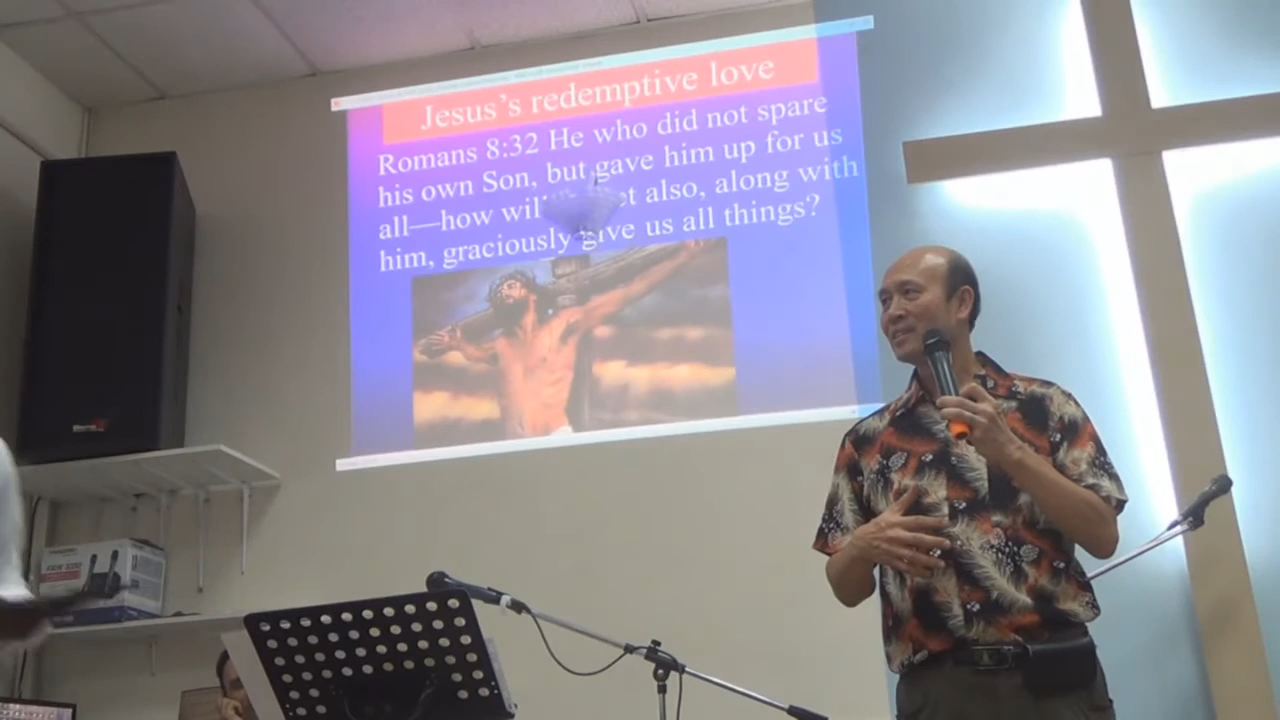 Jesus's redemptive love
Romans 8:32 He who did not spare
his own Son, but gave him up for us
all—how will also, along with
him, graciously give us all things?